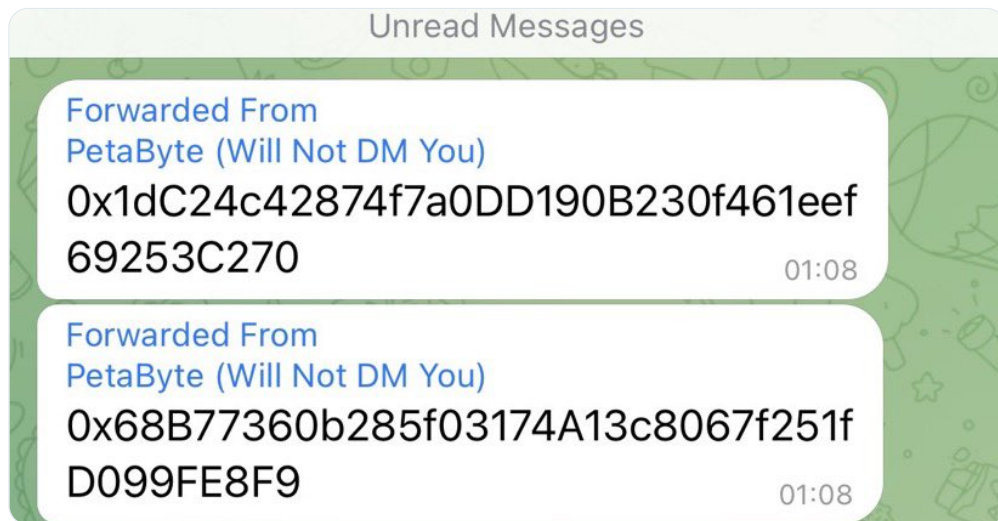 Unread Messages
Forwarded From
PetaByte (Will Not DM You)
0x1dC24c42874f7a0DD190B230f461eef
69253C270
01:08
Forwarded From
PetaByte (Will Not DM You)
0x68B77360b285f03174A13c8067f251f
D099FE8F9
01:08